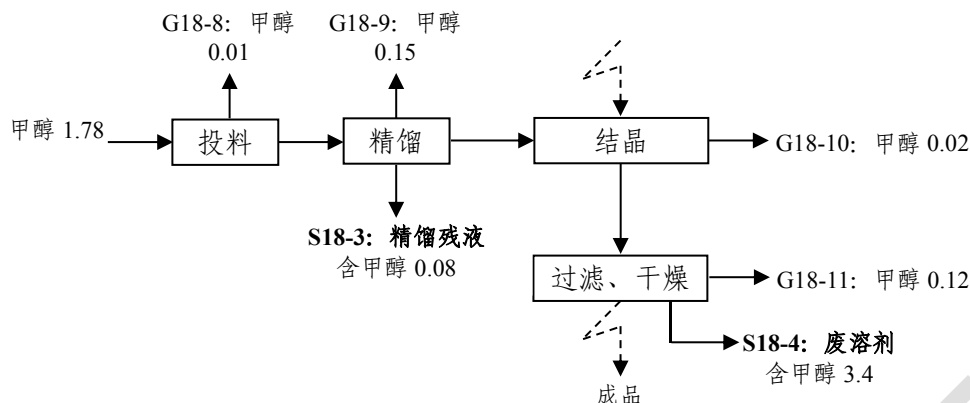 G18-8：甲醇
0.01
G18-9：甲醇
0.15
甲醇 1.78
投料
精馏
结晶
G18-10：甲醇 0.02
S18-3：精馏残液
含甲醇 0.08
过滤、干燥
G18-11：甲醇 0.12
S18-4：废溶剂
含甲醇 3.4
成品